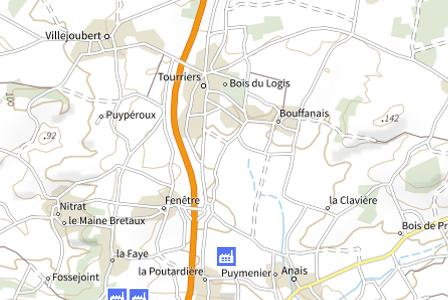 Villejoubert
Tourriers
Bois du Logis
Puypéroux
Bouffanais
.142
.92
100
Nitrat
Fenêtre
la Clavière
le Maine Bretaux
Bois de Pr
la Faye
la Poutardière
Puymenier
Anais
Fossejoint